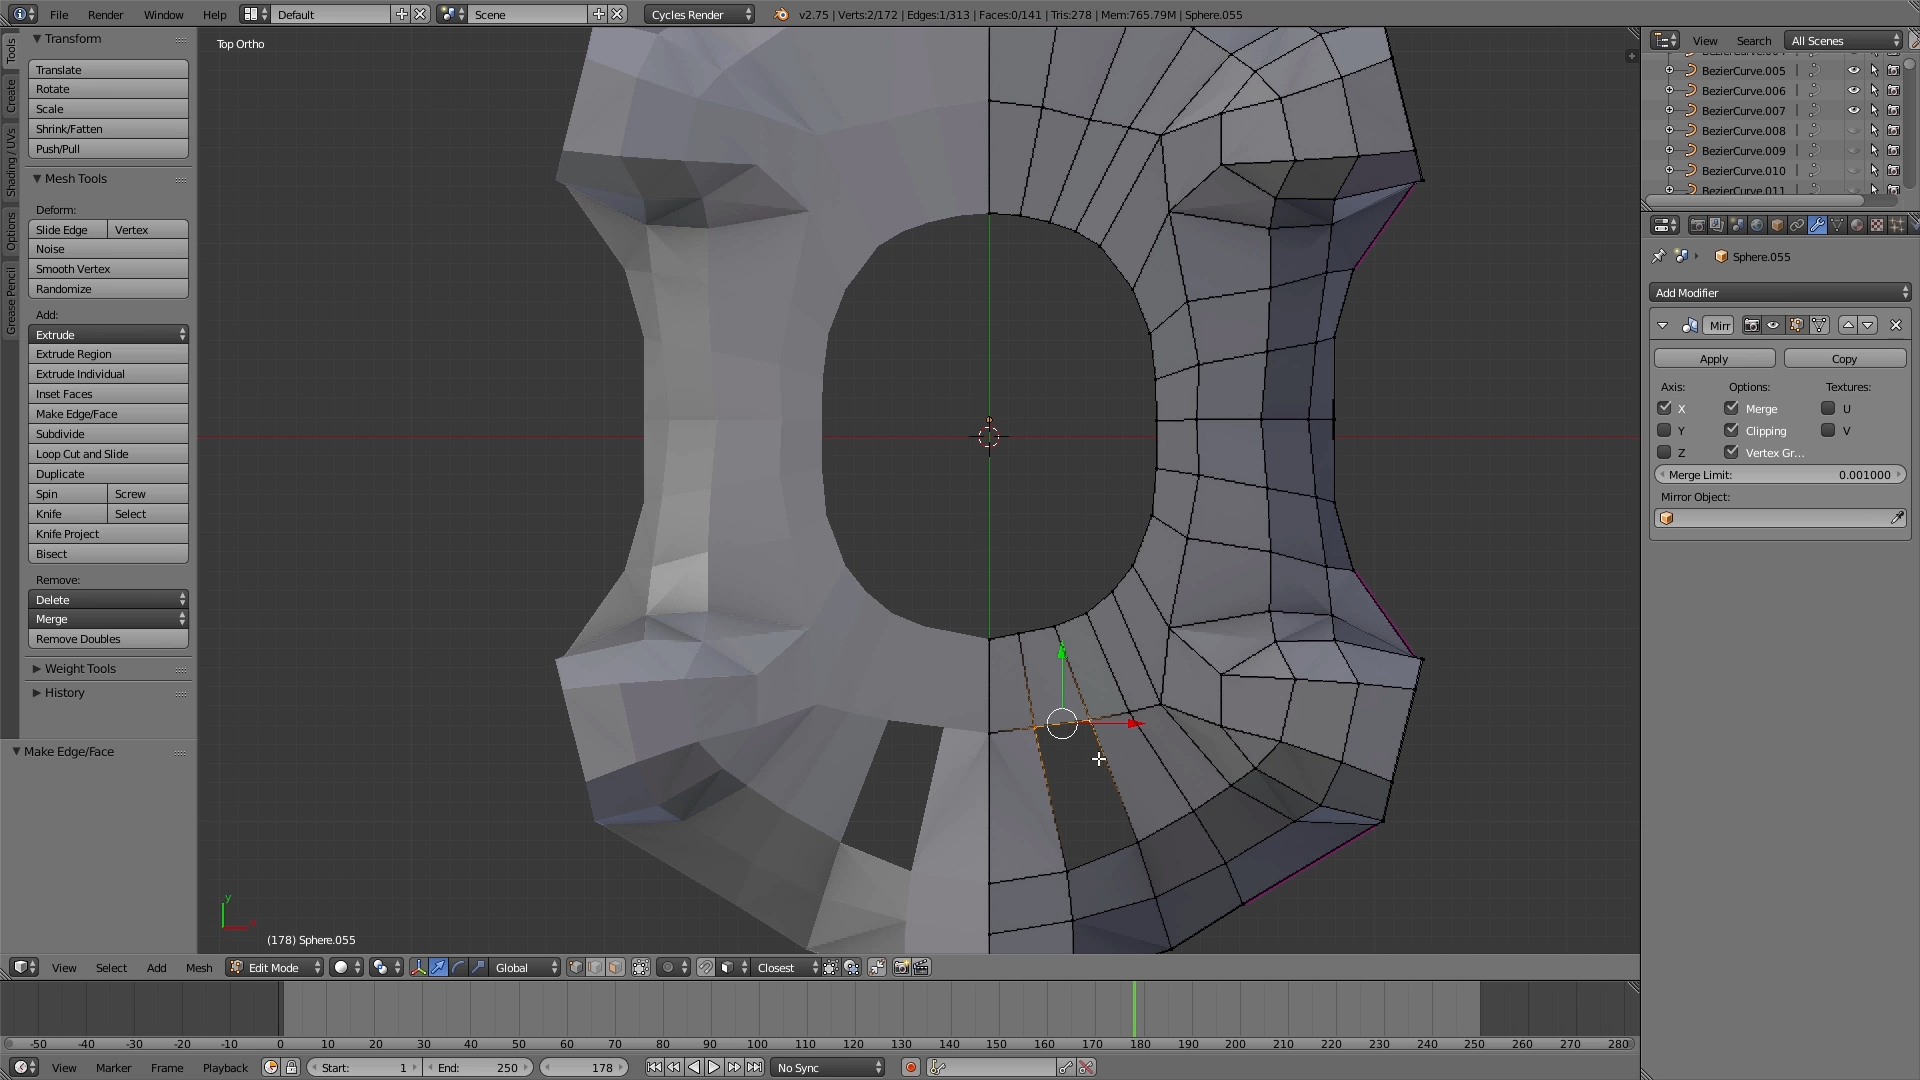 File Render Window Help Default Scene Cycles Render v2.75 | Verts:2/172 | Edges:1/313 | Faces:0/141 | Tris:278 | Mem:765.79M | Sphere.055
Tools
Create
Shading / UVs
Options
Grease Pencil
Transform
Translate
Rotate
Scale
Shrink/Fatten
Push/Pull
Mesh Tools
Deform:
Slide Edge Vertex
Noise
Smooth Vertex
Randomize
Add:
Extrude
Extrude Region
Extrude Individual
Inset Faces
Make Edge/Face
Subdivide
Loop Cut and Slide
Duplicate
Spin Screw
Knife Select
Knife Project
Bisect
Remove:
Delete
Merge
Remove Doubles
Weight Tools
History
Make Edge/Face
Top Ortho
y
(178) Sphere.055
View Search All Scenes
BezierCurve.005
BezierCurve.006
BezierCurve.007
BezierCurve.008
BezierCurve.009
BezierCurve.010
BezierCurve.011
Sphere.055
Add Modifier
Mirr
Apply Copy
Axis: Options: Textures:
X Merge U
Y Clipping V
Z Vertex Gr...
Merge Limit: 0.001000
Mirror Object:
View Select Add Mesh Edit Mode Global Closest
-50 -40 -30 -20 -10 0 10 20 30 40 50 60 70 80 90 100 110 120 130 140 150 160 170 180 190 200 210 220 230 240 250 260 270 280
View Marker Frame Playback Start: 1 End: 250 178 No Sync